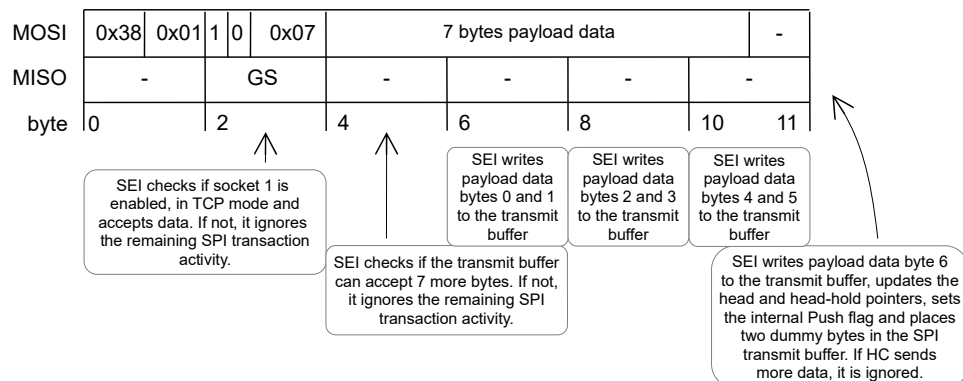 MOSI 0x38 0x01 1 0 0x07 7 bytes payload data -
MISO - GS - - - -
byte 0 2 4 6 8 10 11
SEI checks if socket 1 is
enabled, in TCP mode and
accepts data. If not, it ignores
the remaining SPI transaction
activity.
SEI checks if the transmit buffer
can accept 7 more bytes. If not,
it ignores the remaining SPI
transaction activity.
SEI writes
payload data
bytes 0 and 1
to the transmit
buffer
SEI writes
payload data
bytes 2 and 3
to the transmit
buffer
SEI writes
payload data
bytes 4 and 5
to the transmit
buffer
SEI writes payload data byte 6
to the transmit buffer, updates the
head and head-hold pointers, sets
the internal Push flag and places
two dummy bytes in the SPI
transmit buffer. If HC sends
more data, it is ignored.